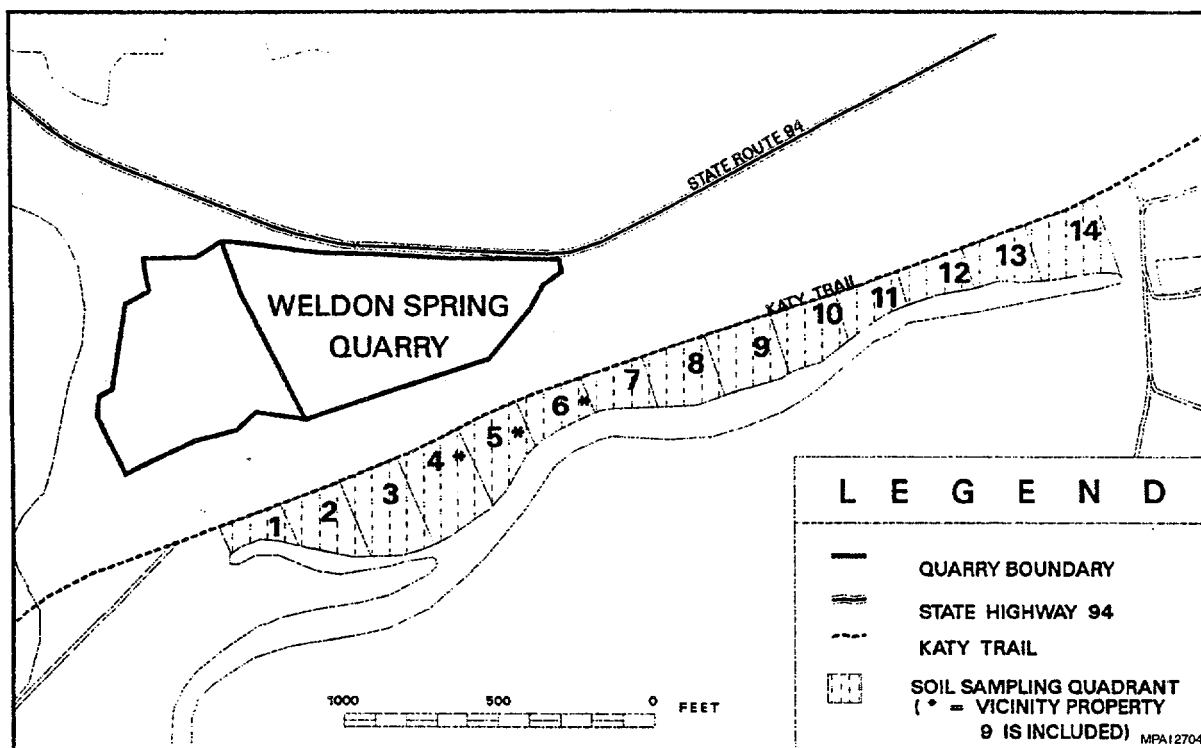 STATE ROUTE 94
WELDON SPRING
QUARRY
KATY TRAIL
1
2
3
4 *
5 *
6 *
7
8
9
10
11
12
13
14
L E G E N D
QUARRY BOUNDARY
STATE HIGHWAY 94
KATY TRAIL
SOIL SAMPLING QUADRANT
( * = VICINITY PROPERTY
9 IS INCLUDED)
1000 500 0 FEET
MPA12704